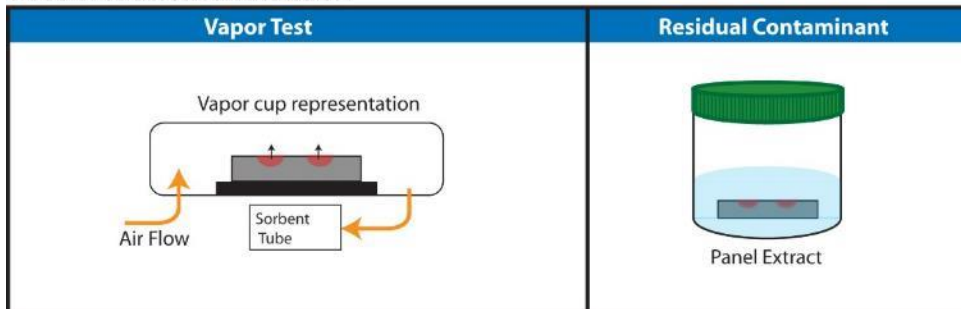 Vapor Test
Residual Contaminant
Vapor cup representation
Air Flow
Sorbent
Tube
Panel Extract